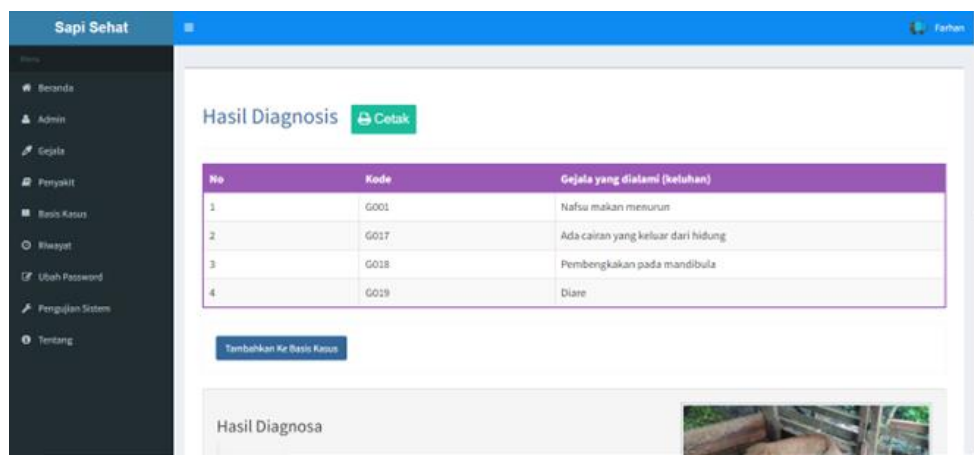 Sapi Sehat
Farhan
Menu
Beranda
Admin
Gejala
Penyakit
Basis Kasus
Riwayat
Ubah Password
Pengujian Sistem
Tentang
Hasil Diagnosis Cetak
No Kode Gejala yang dialami (keluhan)
1 G001 Nafsu makan menurun
2 G017 Ada cairan yang keluar dari hidung
3 G018 Pembengkakan pada mandibula
4 G019 Diare
Tambahkan Ke Basis Kasus
Hasil Diagnosa